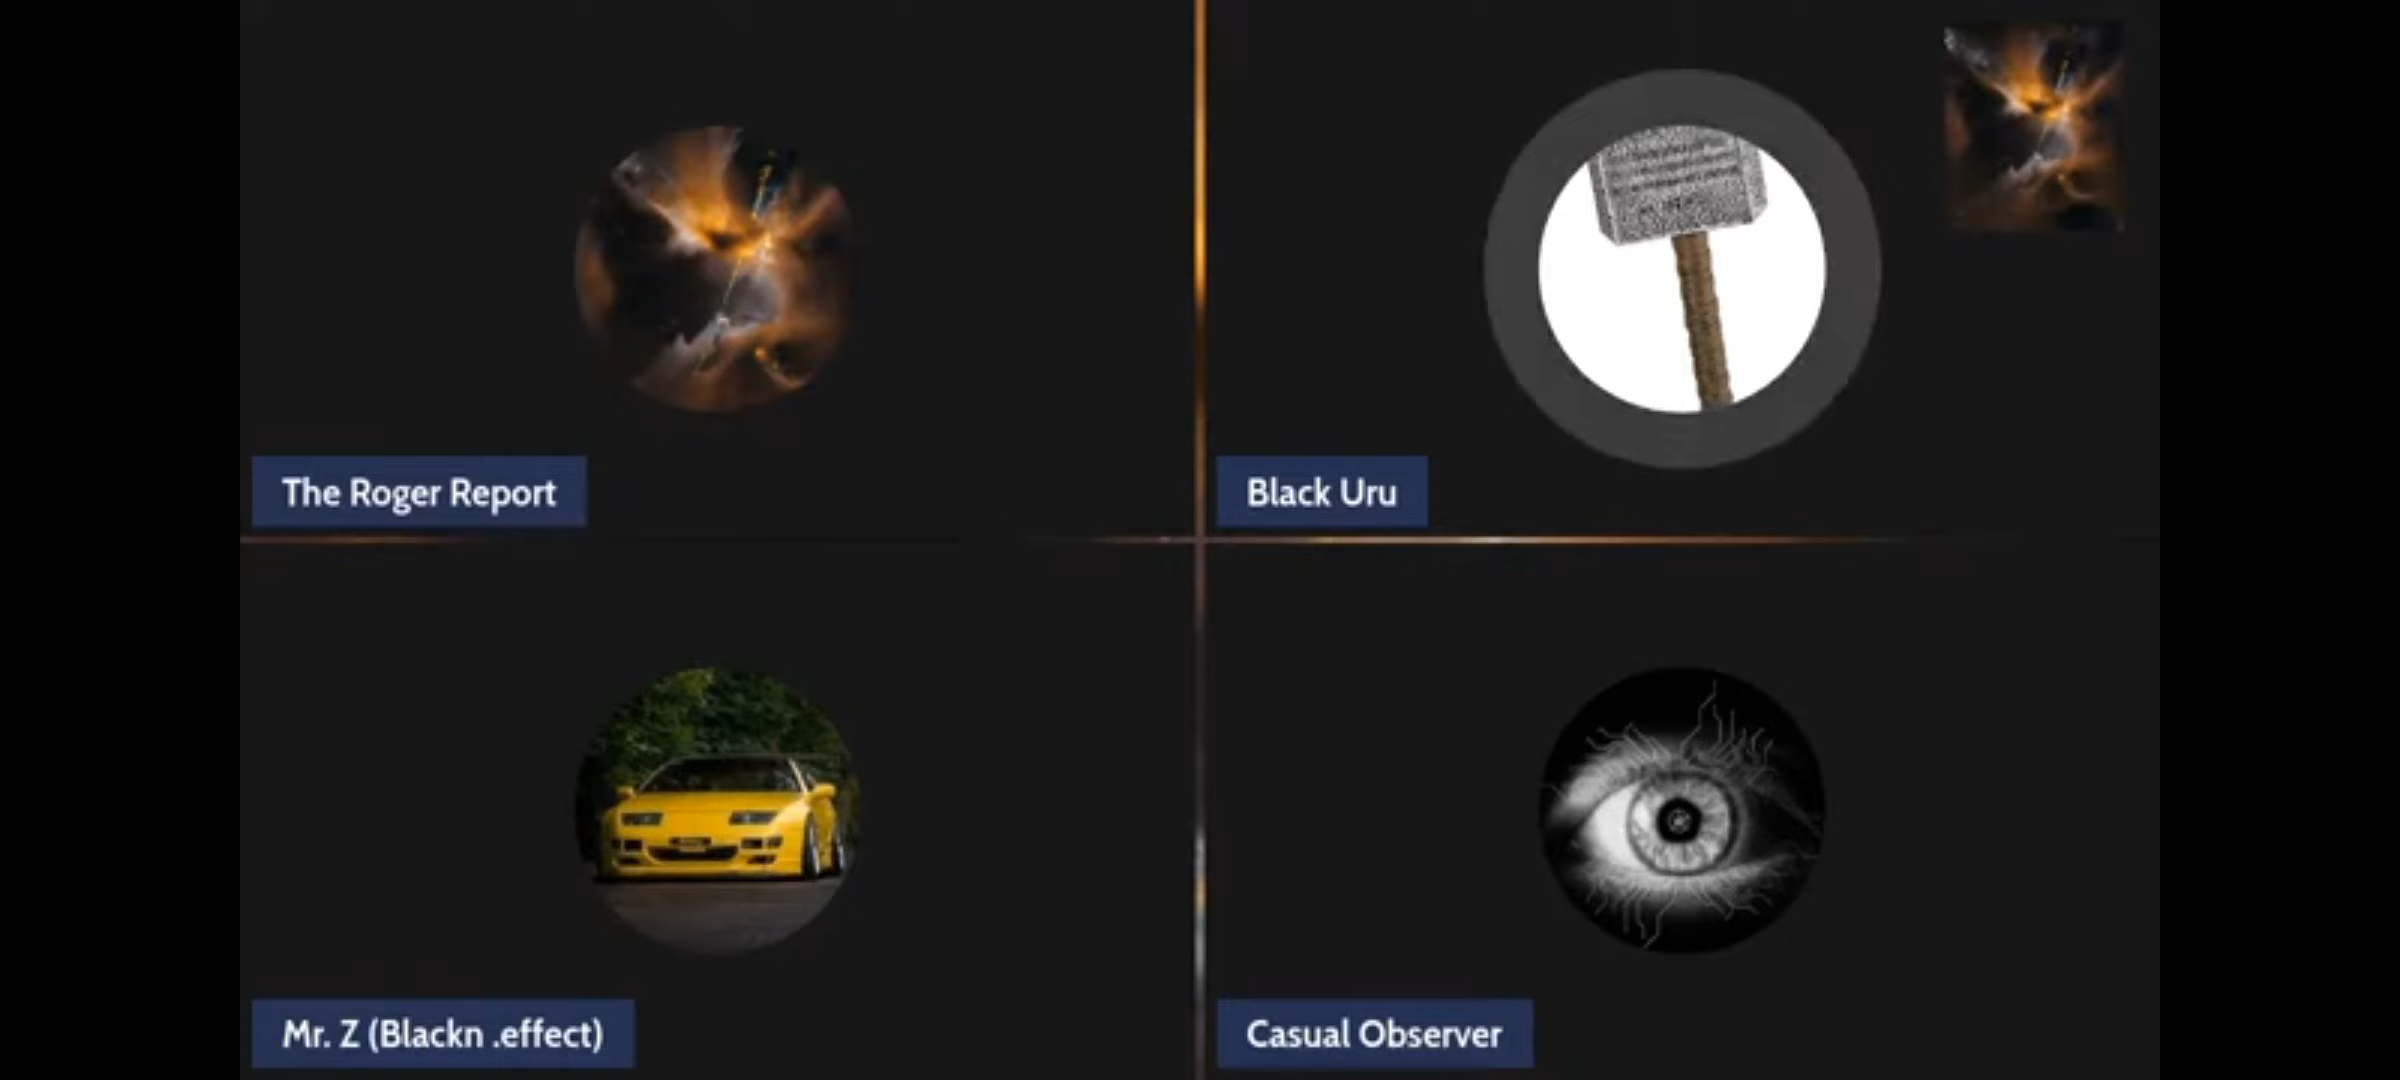 The Roger Report
Black Uru
Mr. Z (Blackn .effect)
Casual Observer